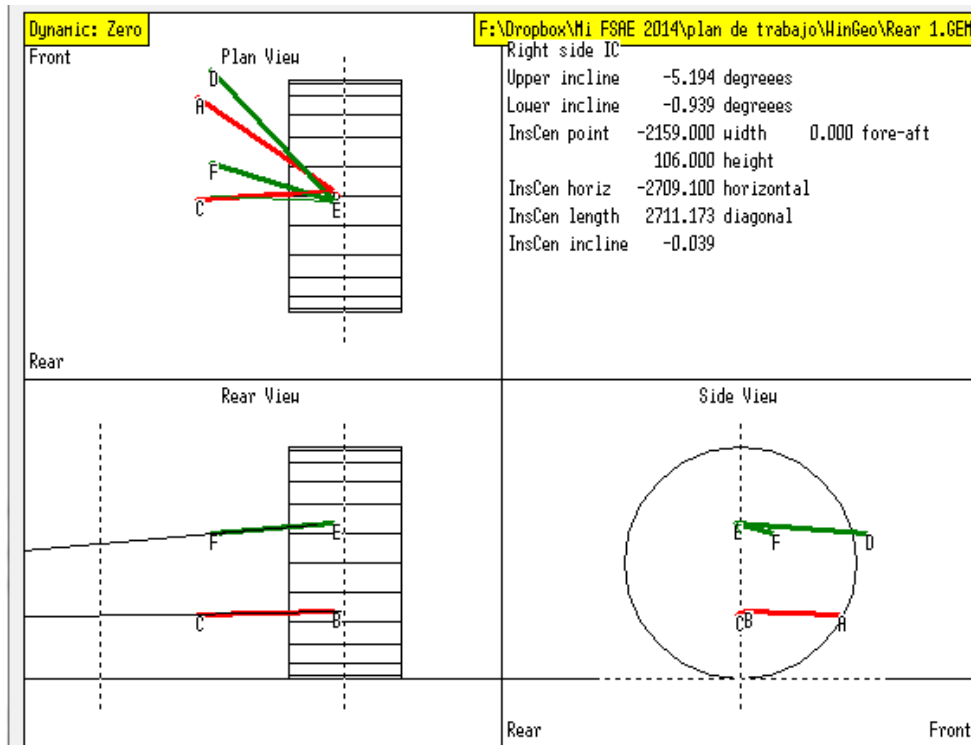 Dynamic: Zero
F:\Dropbox\Mi FSAE 2014\plan de trabajo\WinGeo\Rear 1.GEM
Front
Plan View
D
A
F
C
E
Rear
Right side IC
Upper incline -5.194 degreees
Lower incline -0.939 degreees
InsCen point -2159.000 width 0.000 fore-aft
106.000 height
InsCen horiz -2709.100 horizontal
InsCen length 2711.173 diagonal
InsCen incline -0.039
Rear View
F
E
C
B
Side View
E
F
D
C
B
A
Rear
Front